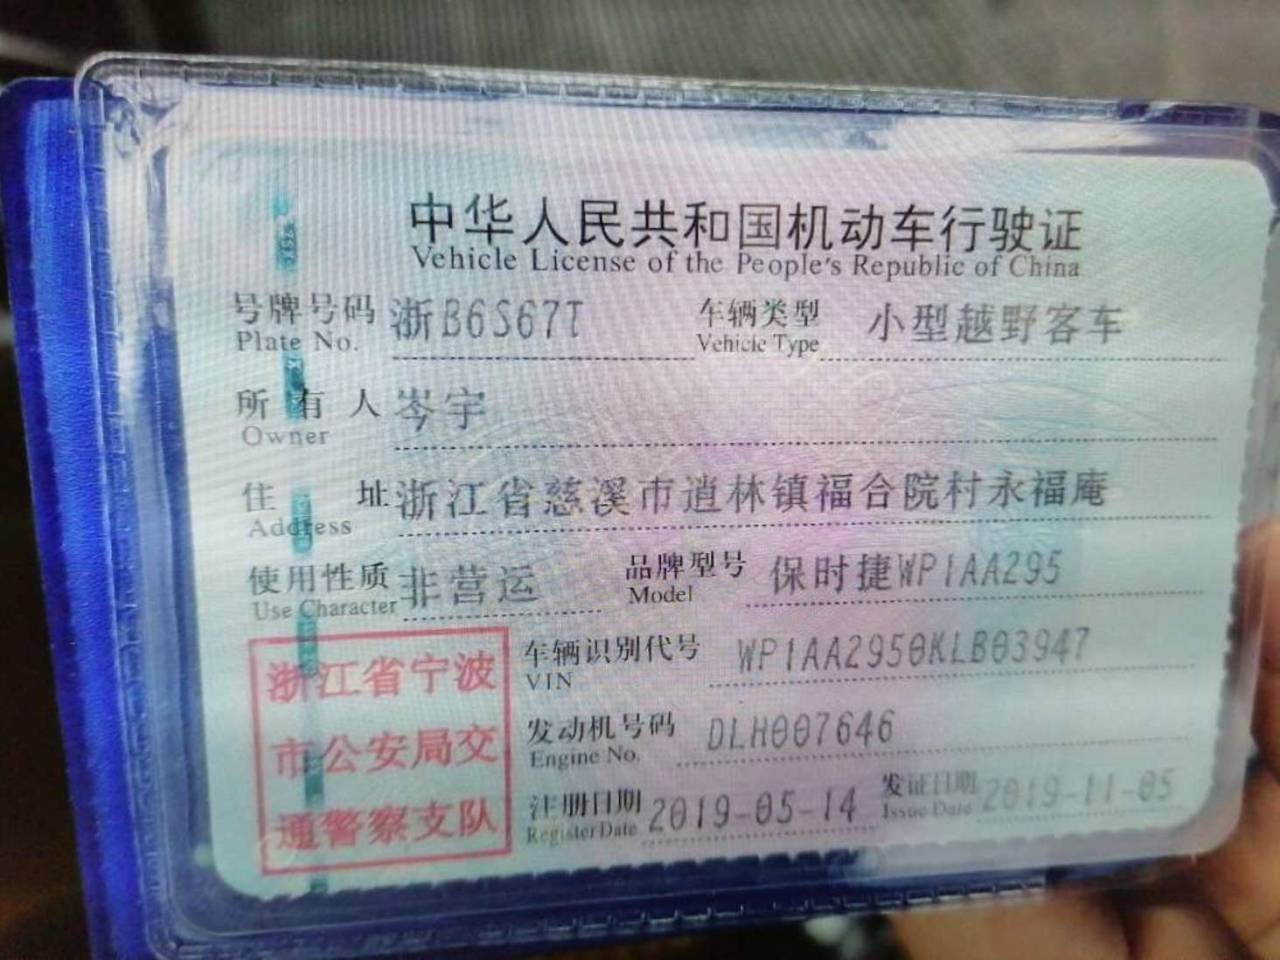 中华人民共和国机动车行驶证
Vehicle License of the People's Republic of China
号牌号码 浙B6S67T 车辆类型 小型越野客车
Plate No. Vehicle Type
所有人 岑宇
Owner
住址 浙江省慈溪市逍林镇福合院村永福庵
Address
使用性质 非营运 品牌型号 保时捷WP1AA295
Use Character Model
浙江省宁波
市公安局交
通警察支队
车辆识别代号 WP1AA2950KLB03947
VIN
发动机号码 DLH007646
Engine No.
注册日期 2019-05-14 发证日期 2019-11-05
Register Date Issue Date